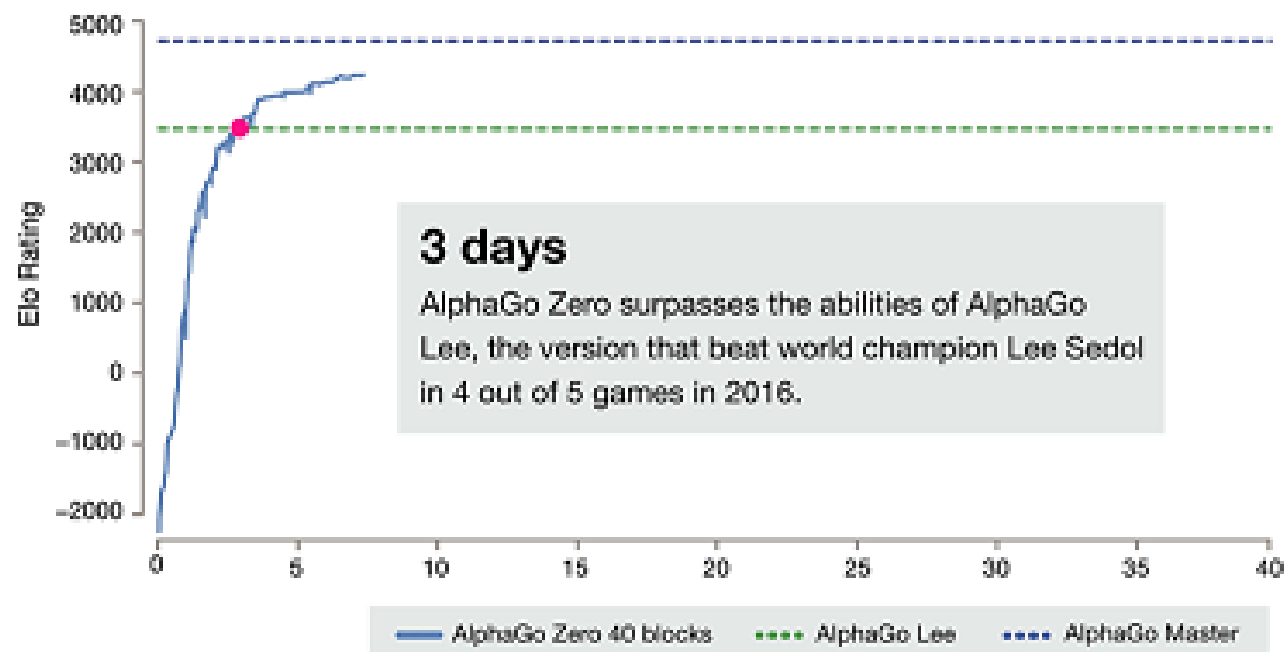 5000
4000
3000
2000
1000
0
−1000
−2000
Elo Rating
3 days
AlphaGo Zero surpasses the abilities of AlphaGo
Lee, the version that beat world champion Lee Sedol
in 4 out of 5 games in 2016.
0 5 10 15 20 25 30 35 40
AlphaGo Zero 40 blocks AlphaGo Lee AlphaGo Master